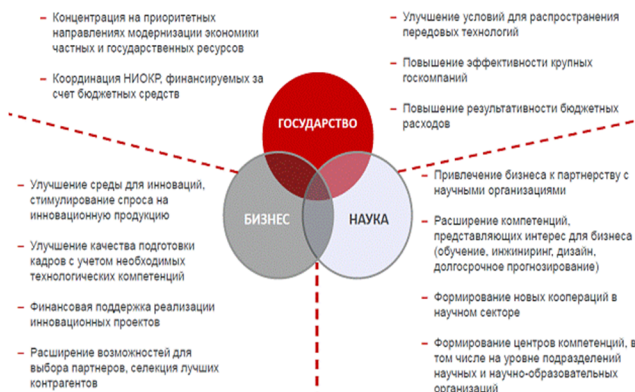 – Концентрация на приоритетных
направлениях модернизации экономики
частных и государственных ресурсов
– Координация НИОКР, финансируемых за
счет бюджетных средств
– Улучшение условий для распространения
передовых технологий
– Повышение эффективности крупных
госкомпаний
– Повышение результативности бюджетных
расходов
ГОСУДАРСТВО
БИЗНЕС
НАУКА
– Улучшение среды для инноваций,
стимулирование спроса на
инновационную продукцию
– Улучшение качества подготовки
кадров с учетом необходимых
технологических компетенций
– Финансовая поддержка реализации
инновационных проектов
– Расширение возможностей для
выбора партнеров, селекция лучших
контрагентов
– Привлечение бизнеса к партнерству с
научными организациями
– Расширение компетенций,
представляющих интерес для бизнеса
(обучение, инжиниринг, дизайн,
долгосрочное прогнозирование)
– Формирование новых коопераций в
научном секторе
– Формирование центров компетенций, в
том числе на уровне подразделений
научных и научно-образовательных
организаций